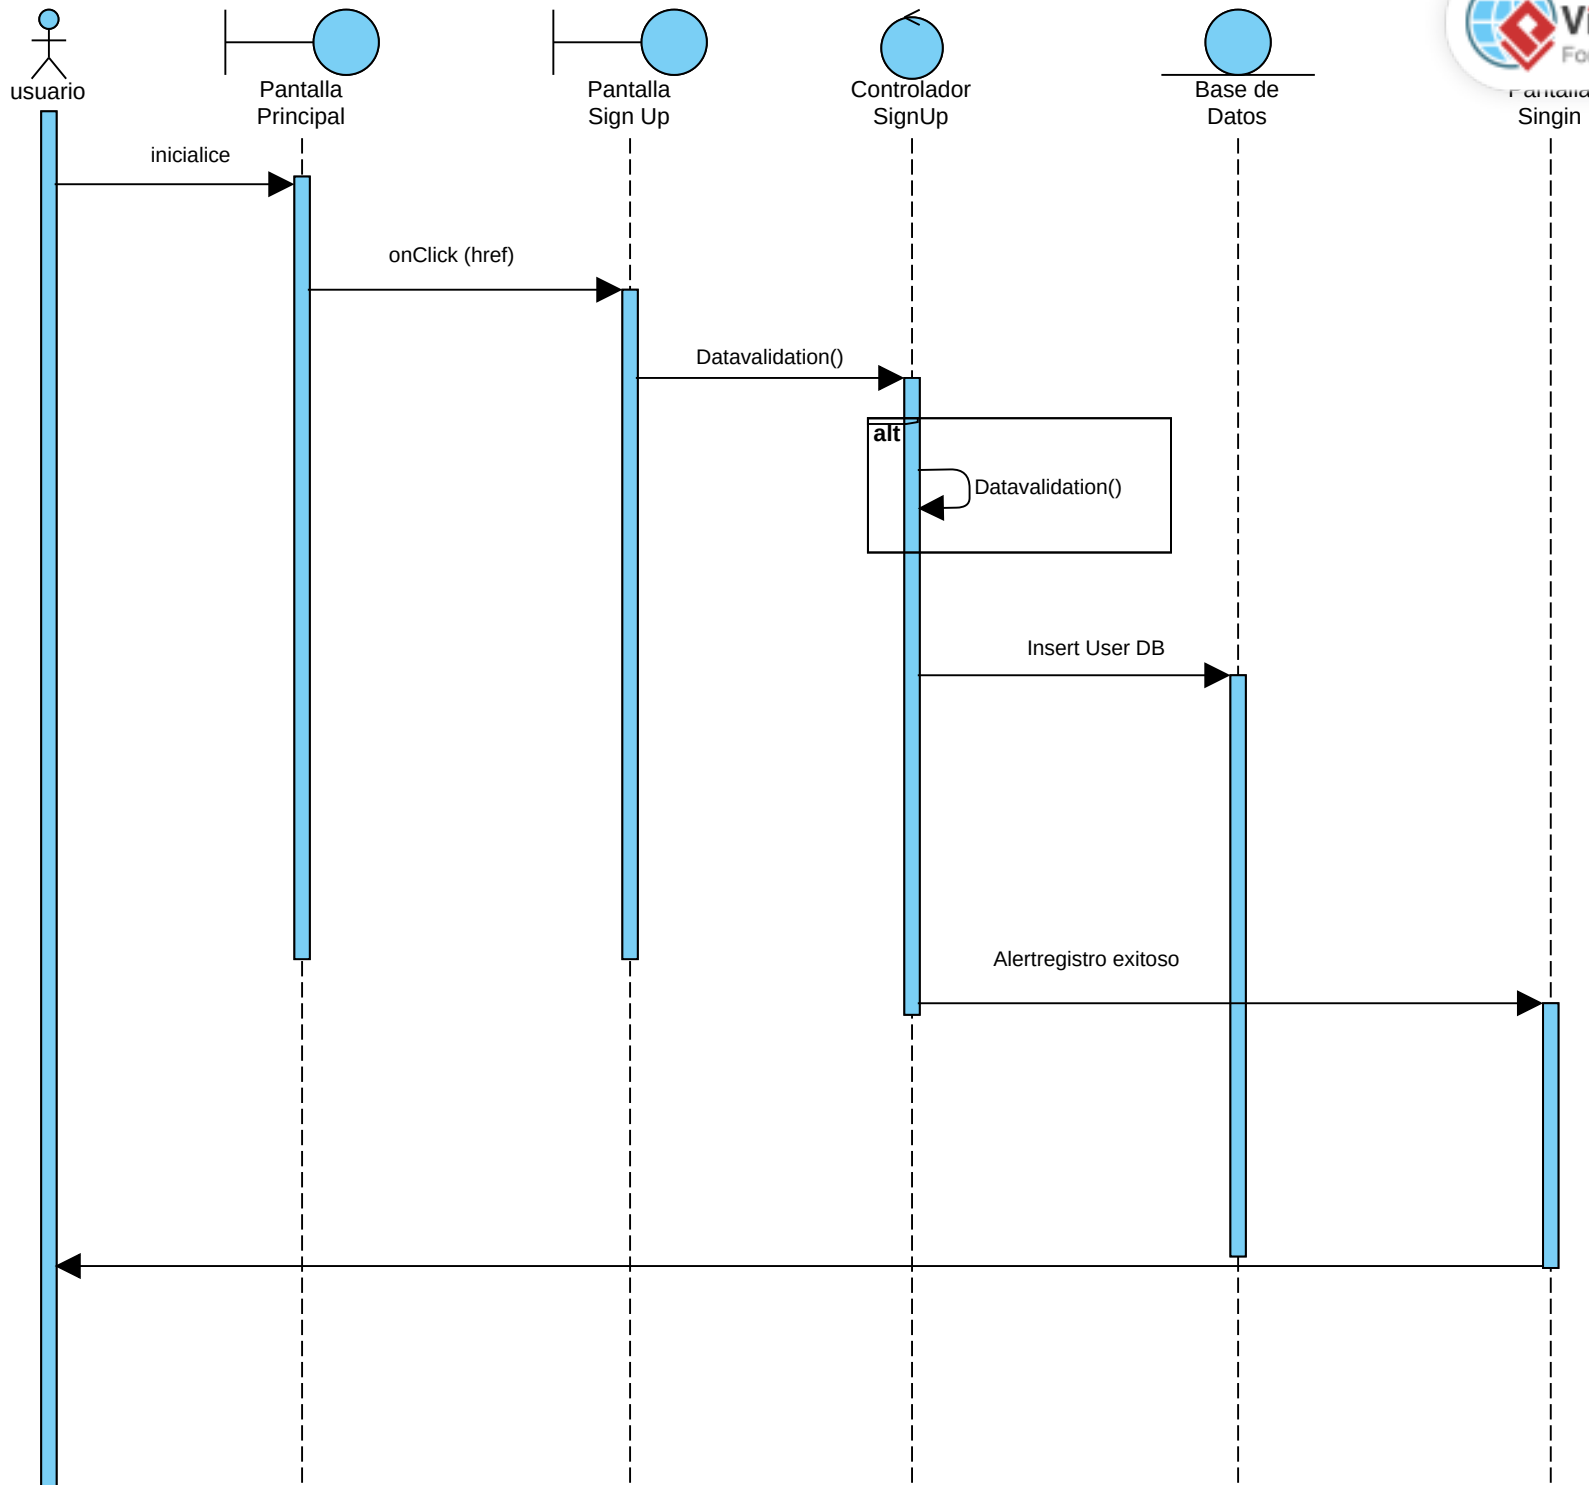 usuario
Pantalla
Principal
Pantalla
Sign Up
Controlador
SignUp
Base de
Datos
Pantalla
Singin
inicialice
onClick (href)
Datavalidation()
alt
Datavalidation()
Insert User DB
Alertregistro exitoso